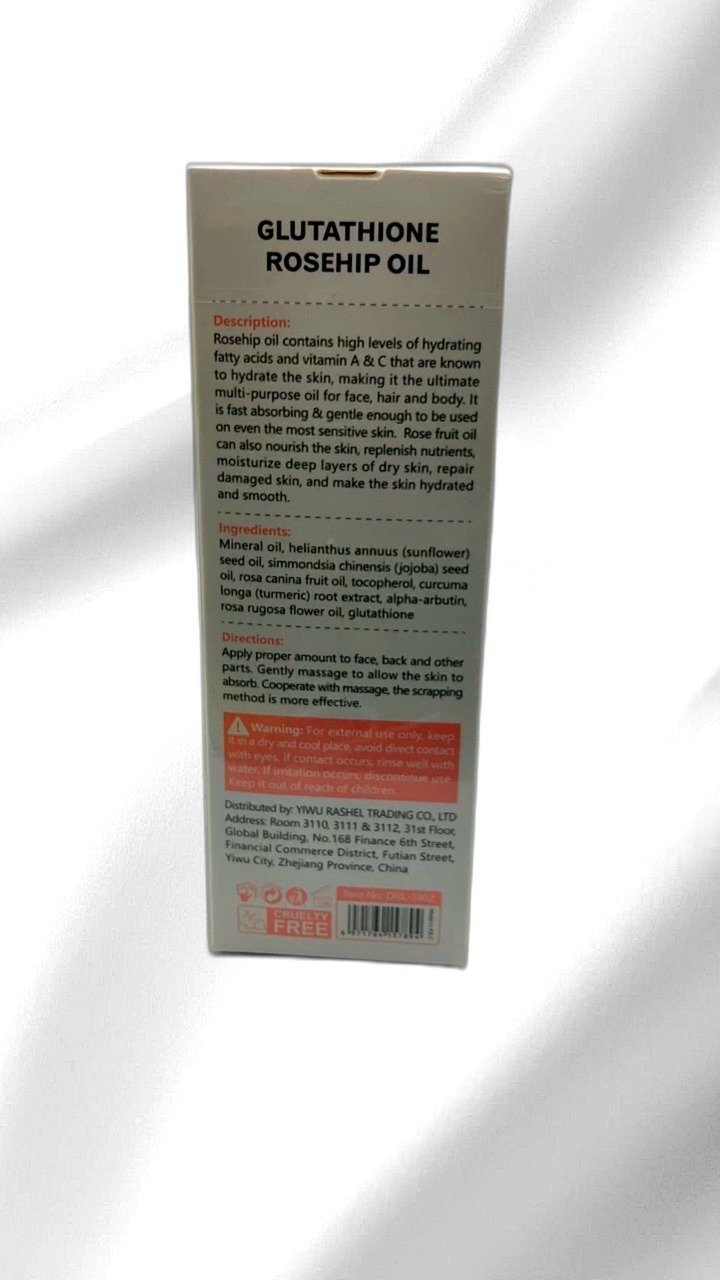 GLUTATHIONE
ROSEHIP OIL
Description:
Rosehip oil contains high levels of hydrating
fatty acids and vitamin A & C that are known
to hydrate the skin, making it the ultimate
multi-purpose oil for face, hair and body. It
is fast absorbing & gentle enough to be used
on even the most sensitive skin. Rose fruit oil
can also nourish the skin, replenish nutrients,
moisturize deep layers of dry skin, repair
damaged skin, and make the skin hydrated
and smooth.
Ingredients:
Mineral oil, helianthus annuus (sunflower)
seed oil, simmondsia chinensis (jojoba) seed
oil, rosa canina fruit oil, tocopherol, curcuma
longa (turmeric) root extract, alpha-arbutin,
rosa rugosa flower oil, glutathione
Directions:
Apply proper amount to face, back and other
parts. Gently massage to allow the skin to
absorb. Cooperate with massage, the scrapping
method is more effective.
Warning: For external use only, keep
it in a dry and cool place, avoid direct contact
with eyes, if contact occurs, rinse well with
water. If irritation occurs, discontinue use.
Keep it out of reach of children.
Distributed by: YIWU RASHEL TRADING CO., LTD
Address: Room 3110, 3111 & 3112, 31st Floor,
Global Building, No.168 Finance 6th Street,
Financial Commerce District, Futian Street,
Yiwu City, Zhejiang Province, China
Item No. DRL-1902
CRUELTY
FREE